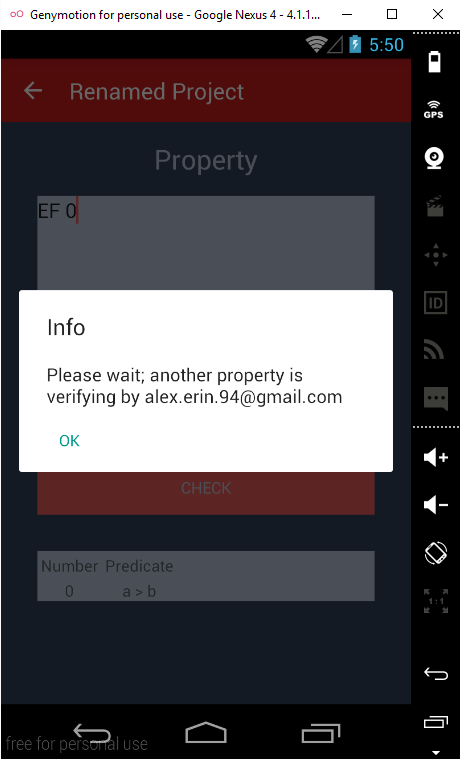 Genymotion for personal use - Google Nexus 4 - 4.1.1...
5:50
Renamed Project
GPS
Property
EF 0
ID
Info
Please wait; another property is
verifying by alex.erin.94@gmail.com
OK
CHECK
Number Predicate
0 a > b
1:1
free for personal use